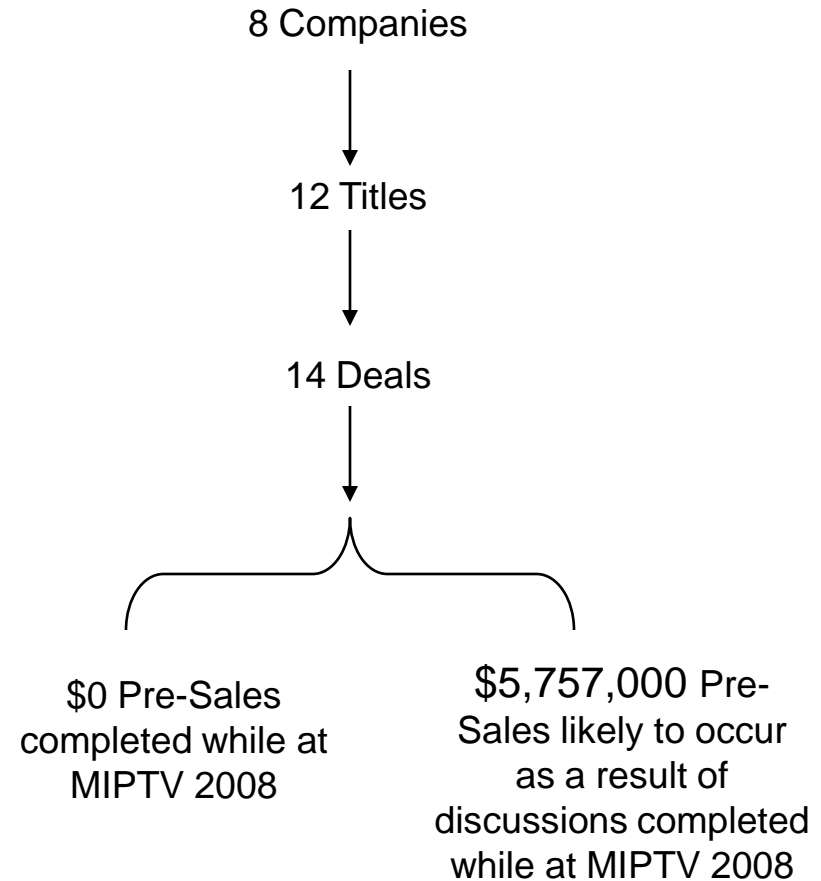 8 Companies
12 Titles
14 Deals
$0 Pre-Sales
completed while at
MIPTV 2008
$5,757,000 Pre-
Sales likely to occur
as a result of
discussions completed
while at MIPTV 2008